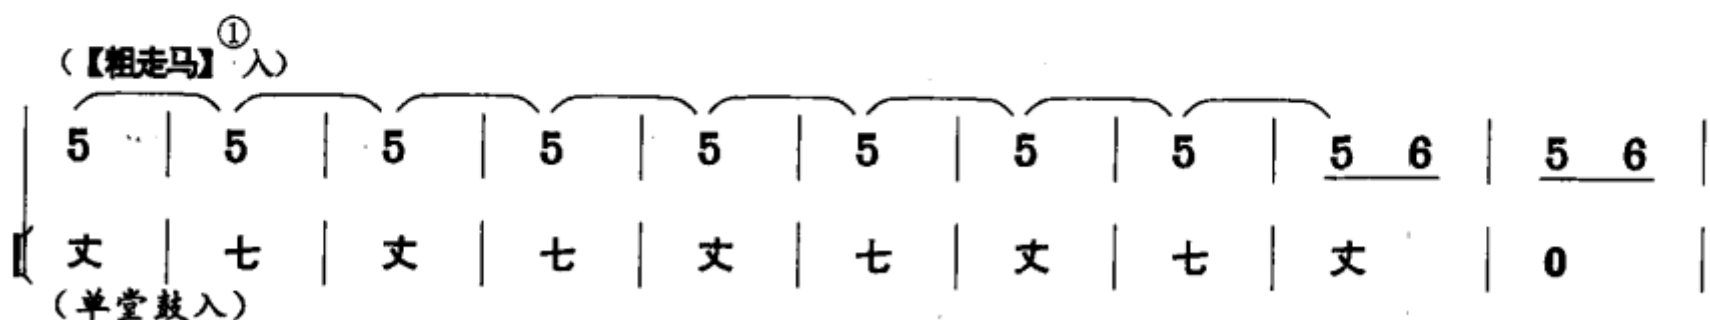 ①
（【粗走马】入）
5 | 5 | 5 | 5 | 5 | 5 | 5 | 5 | 5 6 | 5 6 |
丈 | 七 | 丈 | 七 | 丈 | 七 | 丈 | 七 | 丈 | 0 |
（单堂鼓入）